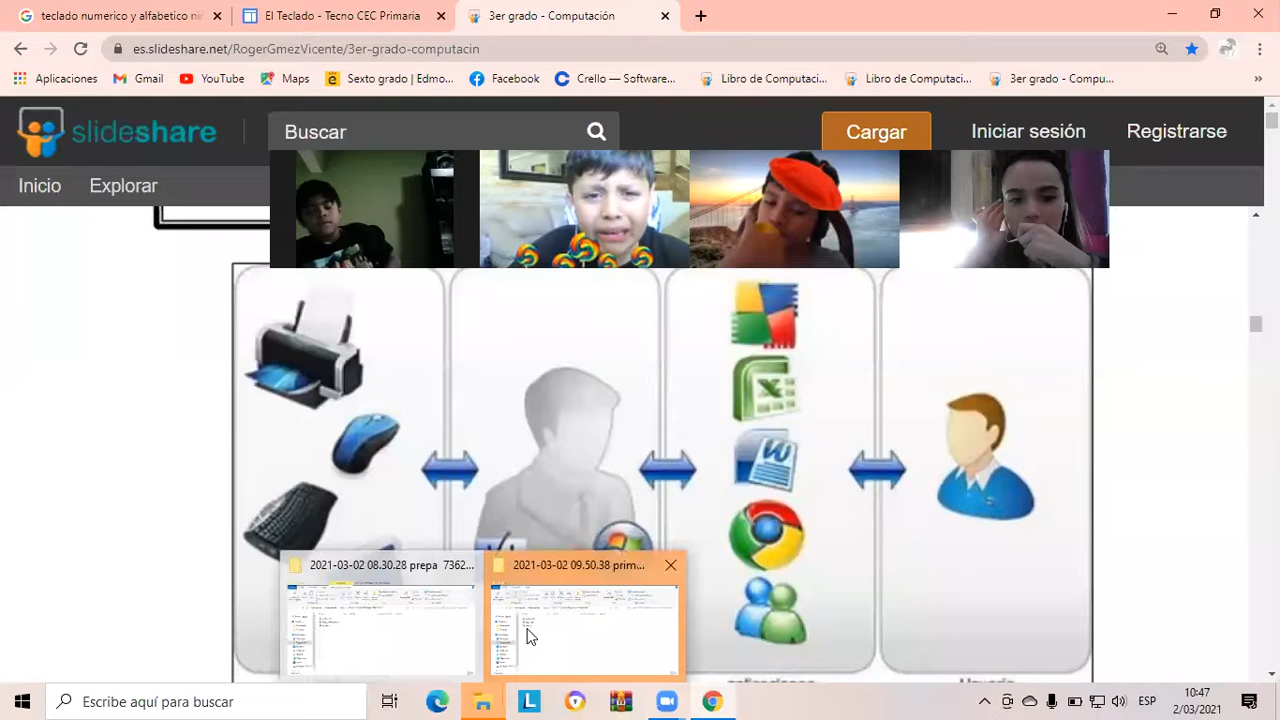 teclado numerico y alfabético ni
El Teclado - Tecno CEC Primaria
3er grado - Computación
es.slideshare.net/RogerGmezVicente/3er-grado-computacin
Aplicaciones
Gmail
YouTube
Maps
Sexto grado | Edmo...
Facebook
Crello — Software...
Libro de Computaci...
Libro de Computaci...
3er grado - Compu...
slideshare
Buscar
Cargar
Iniciar sesión
Registrarse
Inicio
Explorar
2021-03-02 08.30.28 prepa 7362...
2021-03-02 09.50.38 prim...
Escribe aquí para buscar
ESP
10:47
2/03/2021